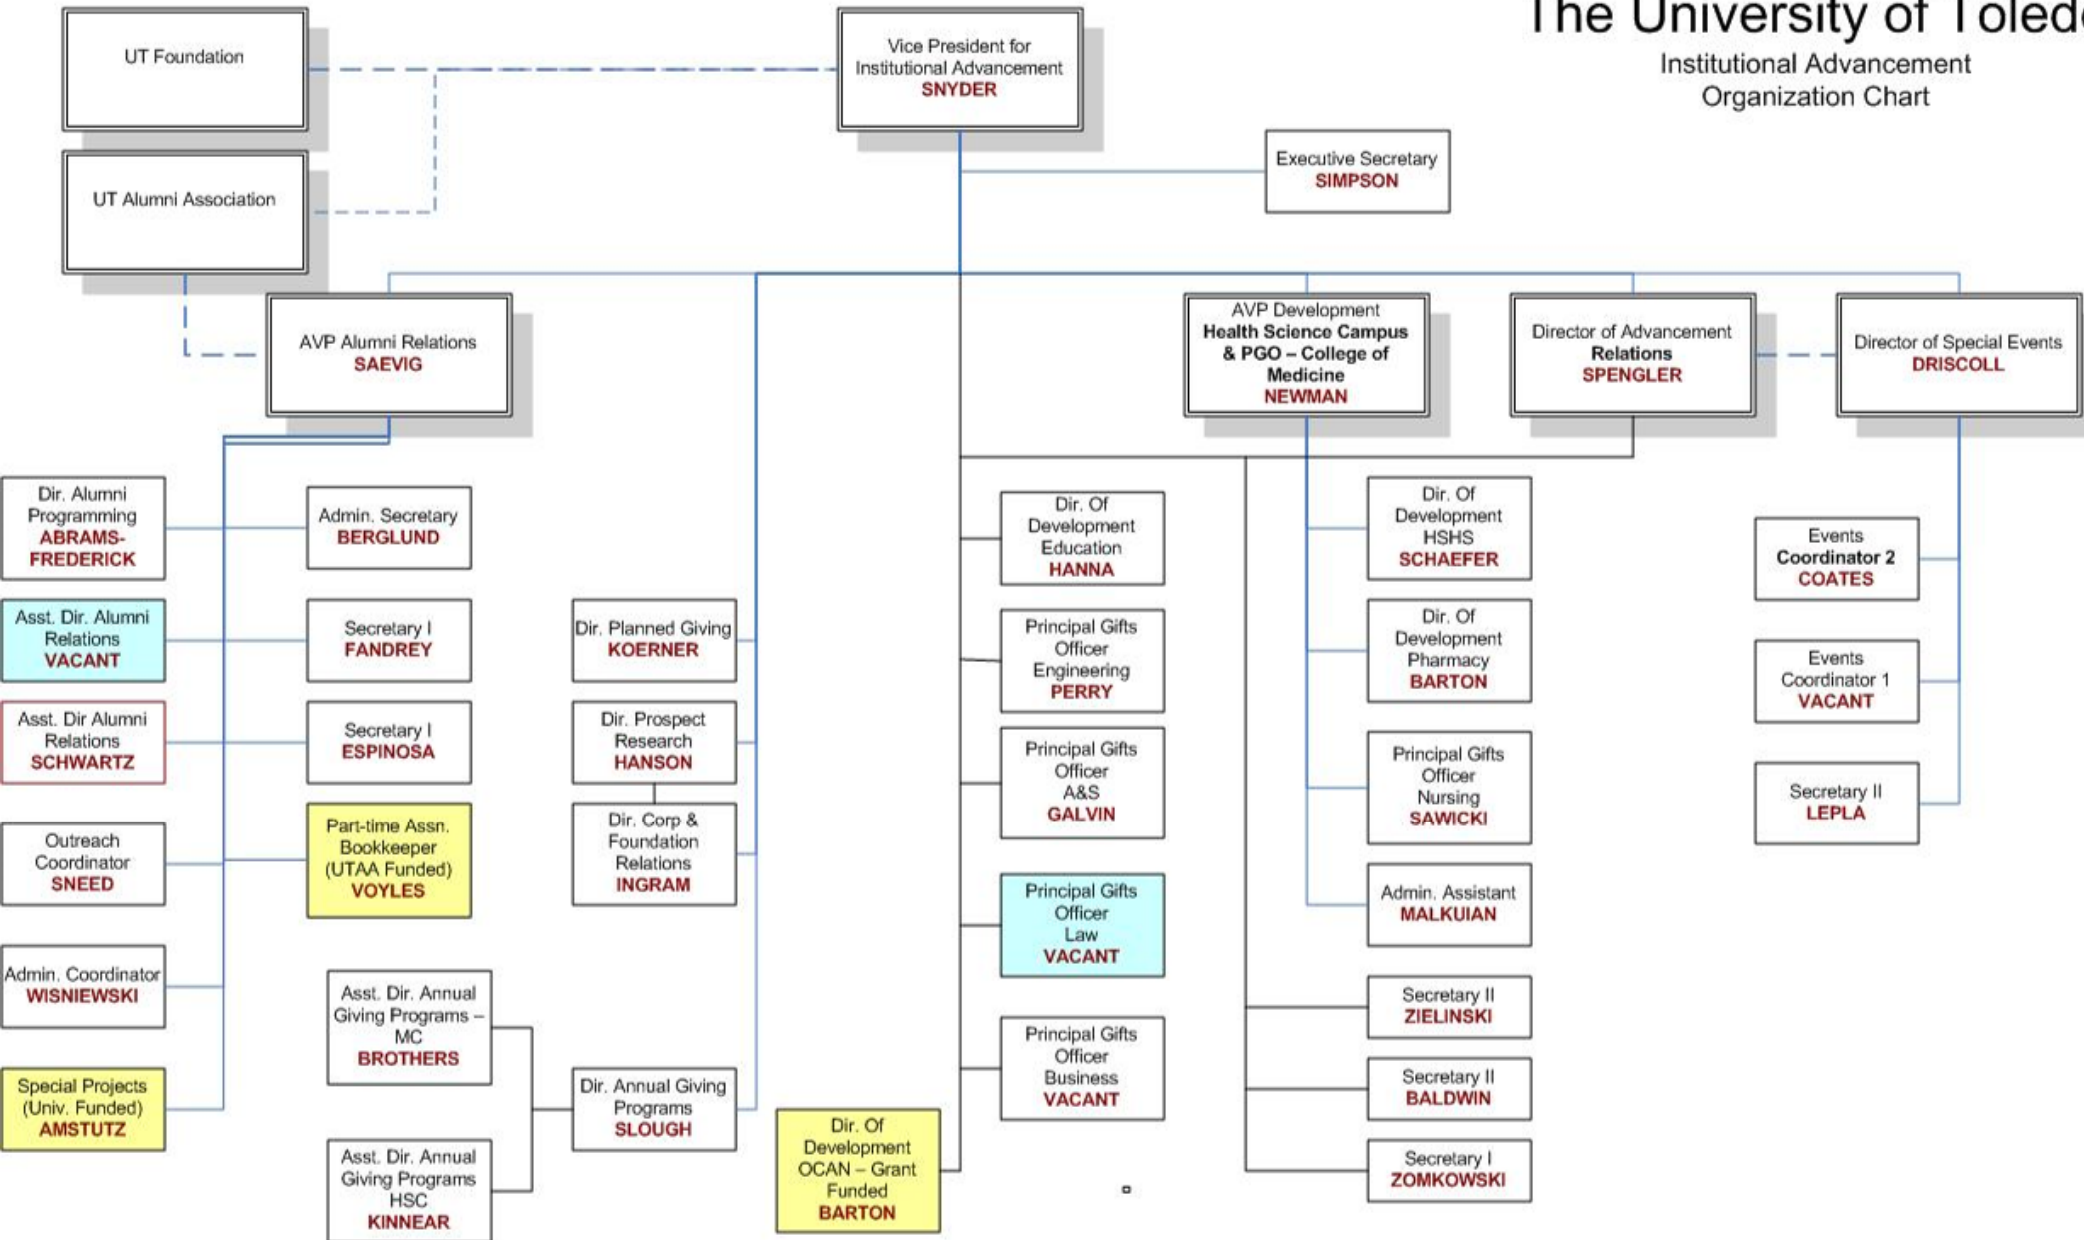 The University of Toled
Institutional Advancement
Organization Chart
UT Foundation
Vice President for
Institutional Advancement
SNYDER
Executive Secretary
SIMPSON
UT Alumni Association
AVP Alumni Relations
SAEVIG
AVP Development
Health Science Campus
& PGO – College of
Medicine
NEWMAN
Director of Advancement
Relations
SPENGLER
Director of Special Events
DRISCOLL
Dir. Alumni
Programming
ABRAMS-
FREDERICK
Asst. Dir. Alumni
Relations
VACANT
Asst. Dir Alumni
Relations
SCHWARTZ
Outreach
Coordinator
SNEED
Admin. Coordinator
WISNIEWSKI
Special Projects
(Univ. Funded)
AMSTUTZ
Admin. Secretary
BERGLUND
Secretary I
FANDREY
Secretary I
ESPINOSA
Part-time Assn.
Bookkeeper
(UTAA Funded)
VOYLES
Asst. Dir. Annual
Giving Programs –
MC
BROTHERS
Asst. Dir. Annual
Giving Programs
HSC
KINNEAR
Dir. Planned Giving
KOERNER
Dir. Prospect
Research
HANSON
Dir. Corp &
Foundation
Relations
INGRAM
Dir. Annual Giving
Programs
SLOUGH
Dir. Of
Development
OCAN – Grant
Funded
BARTON
Dir. Of
Development
Education
HANNA
Principal Gifts
Officer
Engineering
PERRY
Principal Gifts
Officer
A&S
GALVIN
Principal Gifts
Officer
Law
VACANT
Principal Gifts
Officer
Business
VACANT
Dir. Of
Development
HSHS
SCHAEFER
Dir. Of
Development
Pharmacy
BARTON
Principal Gifts
Officer
Nursing
SAWICKI
Admin. Assistant
MALKUIAN
Secretary II
ZIELINSKI
Secretary II
BALDWIN
Secretary I
ZOMKOWSKI
Events
Coordinator 2
COATES
Events
Coordinator 1
VACANT
Secretary II
LEPLA